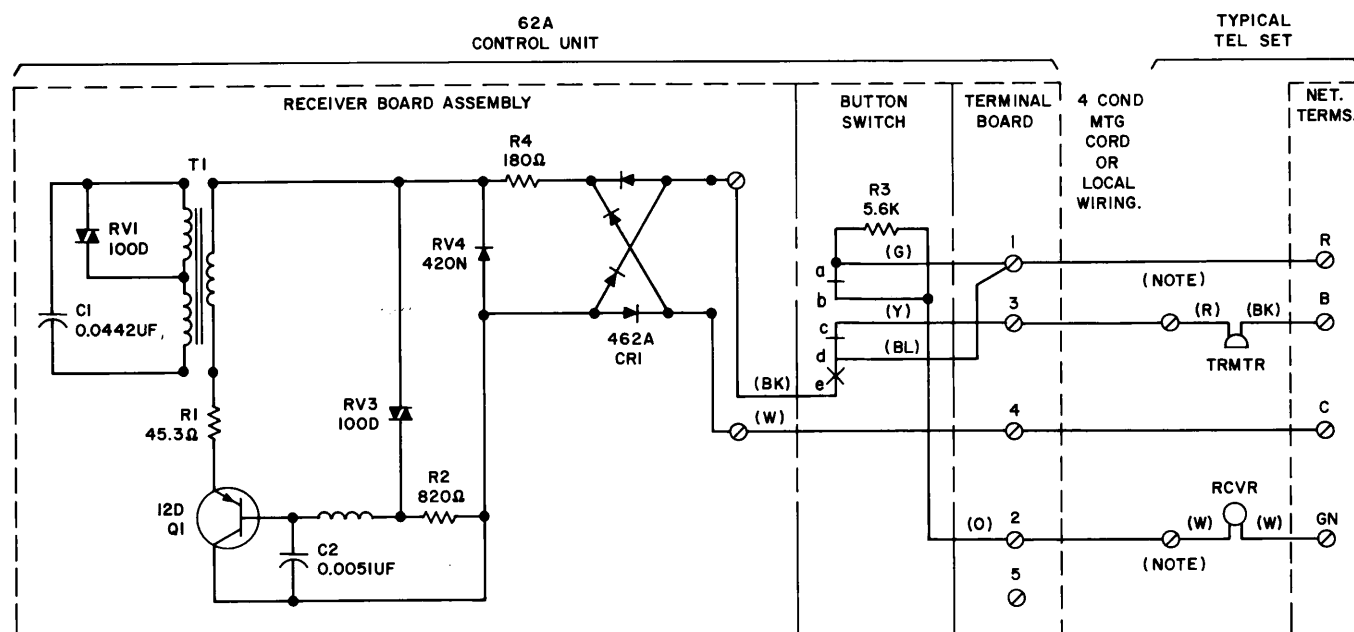 62A
CONTROL UNIT
TYPICAL
TEL SET
RECEIVER BOARD ASSEMBLY
BUTTON
SWITCH
TERMINAL
BOARD
4 COND
MTG
CORD
OR
LOCAL
WIRING.
NET.
TERMS.
T1
R4
180Ω
RV1
100D
C1
0.0442UF
RV4
420N
462A
CR1
R1
45.3Ω
RV3
100D
R2
820Ω
12D
Q1
C2
0.0051UF
R3
5.6K
(G)
a
b
(Y)
c
d
(BL)
e
(BK)
(W)
(O)
1
3
4
2
5
(NOTE)
(R)
(BK)
TRMTR
RCVR
(W)
(W)
(NOTE)
R
B
C
GN